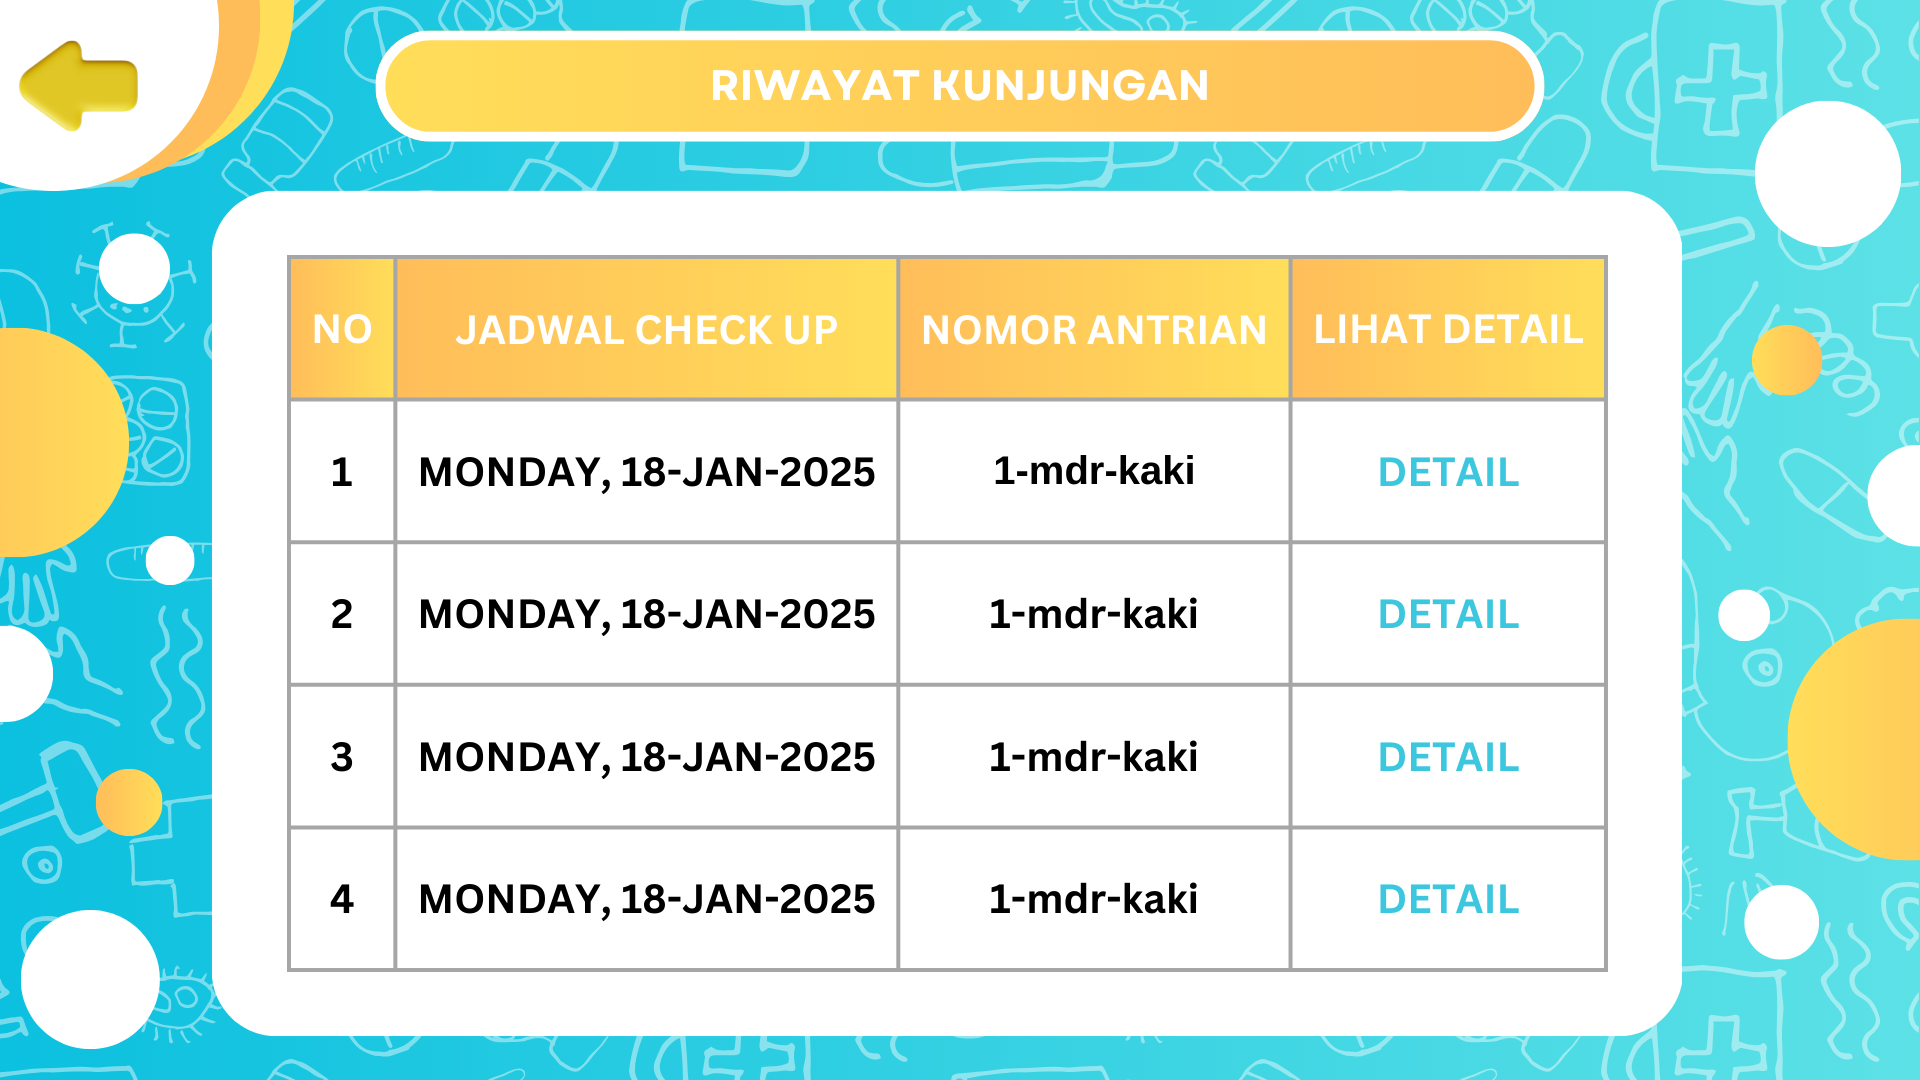 RIWAYAT KUNJUNGAN
NO JADWAL CHECK UP NOMOR ANTRIAN LIHAT DETAIL
1 MONDAY, 18-JAN-2025 1-mdr-kaki DETAIL
2 MONDAY, 18-JAN-2025 1-mdr-kaki DETAIL
3 MONDAY, 18-JAN-2025 1-mdr-kaki DETAIL
4 MONDAY, 18-JAN-2025 1-mdr-kaki DETAIL